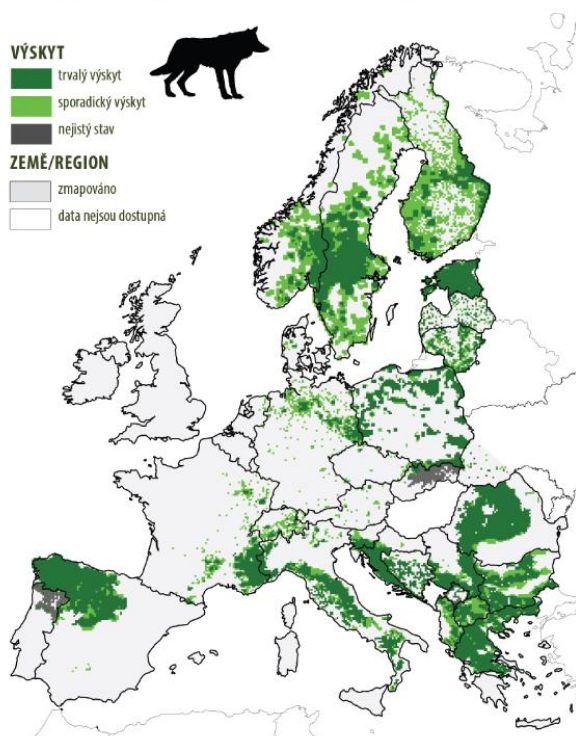 VÝSKYT
trvalý výskyt
sporadický výskyt
nejistý stav
ZEMĚ/REGION
zmapováno
data nejsou dostupná